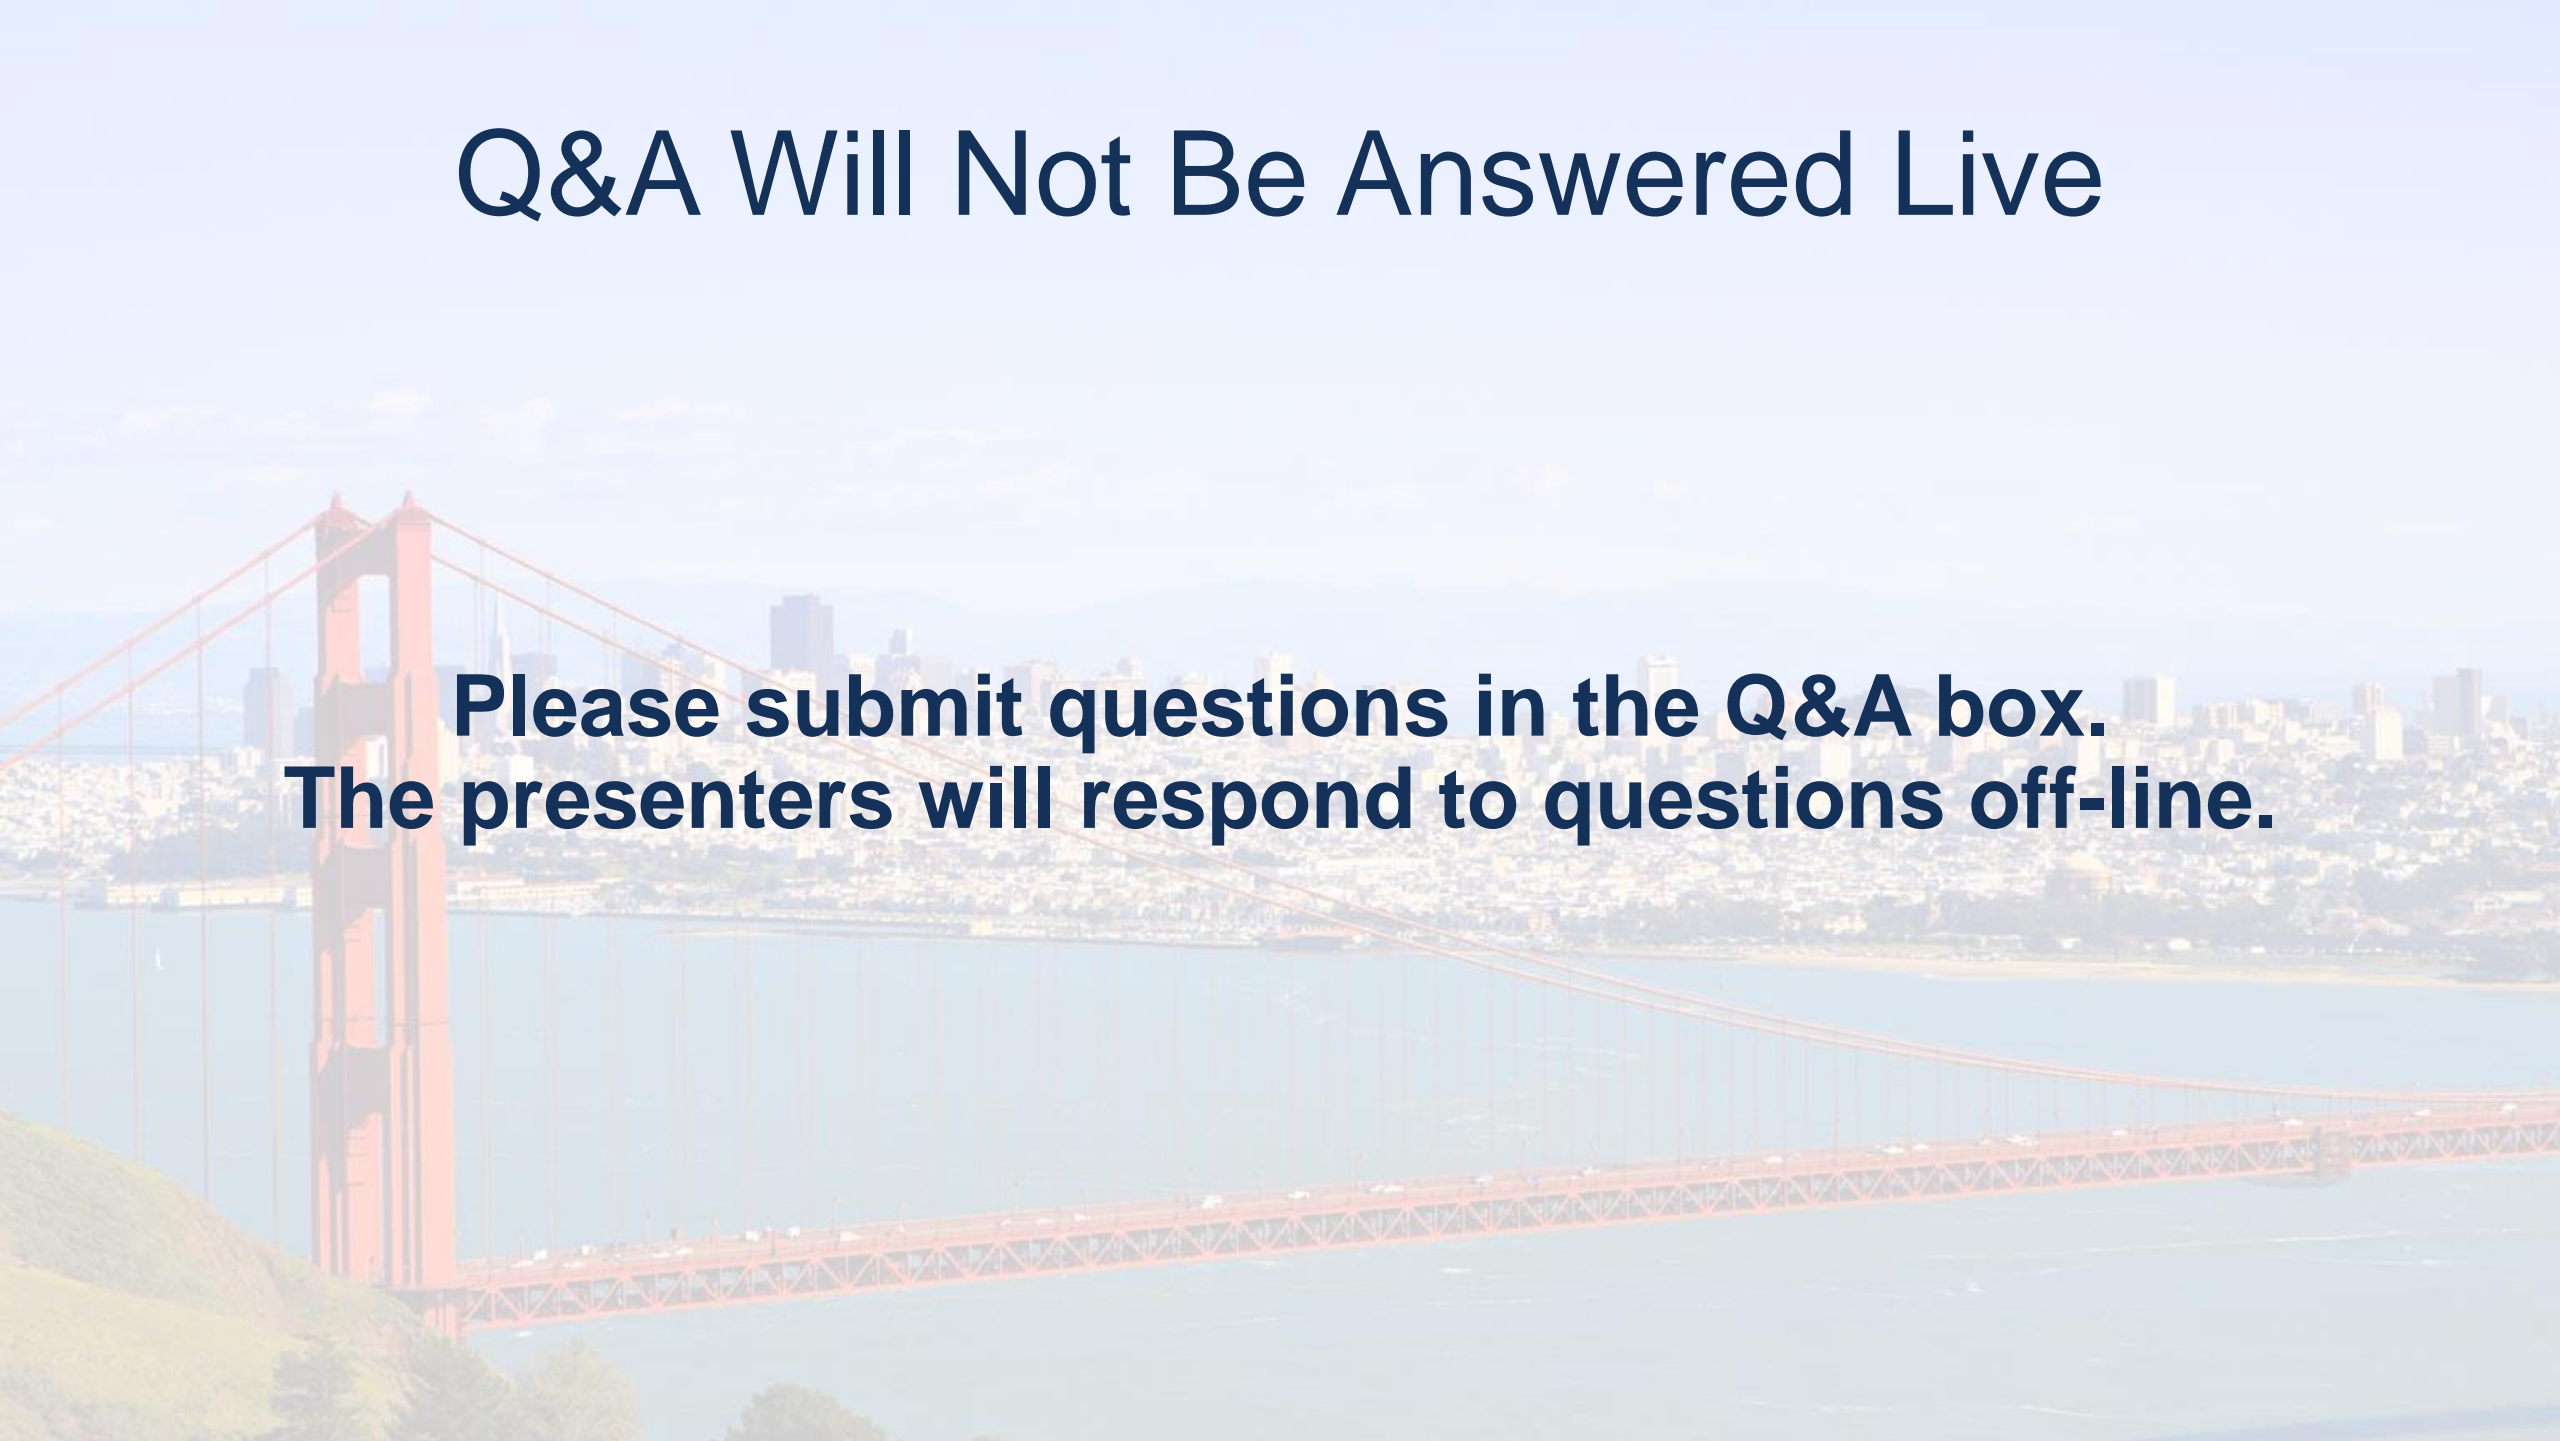 Q&A Will Not Be Answered Live
Please submit questions in the Q&A box.
The presenters will respond to questions off-line.